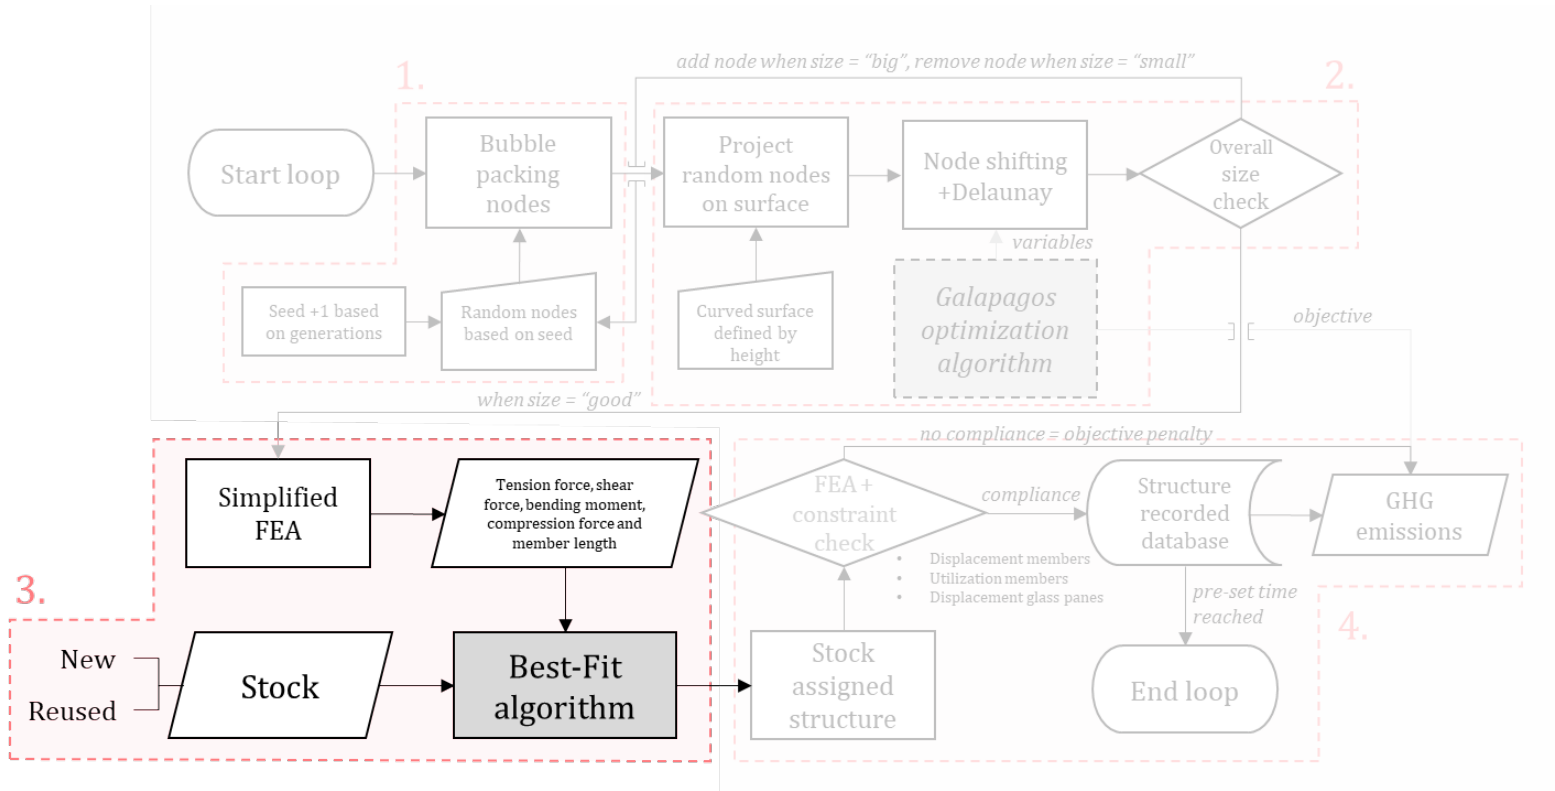 add node when size = “big”, remove node when size = “small”
1.
2.
Start loop
Bubble
packing
nodes
Project
random nodes
on surface
Node shifting
+Delaunay
Overall
size
check
variables
Seed +1 based
on generations
Random nodes
based on seed
Curved surface
defined by
height
Galapagos
optimization
algorithm
objective
when size = “good”
no compliance = objective penalty
3.
Simplified
FEA
Tension force, shear
force, bending moment,
compression force and
member length
New
Reused
Stock
Best-Fit
algorithm
FEA +
constraint
check
compliance
Structure
recorded
database
GHG
emissions
• Displacement members
• Utilization members
• Displacement glass panes
pre-set time
reached
4.
Stock
assigned
structure
End loop